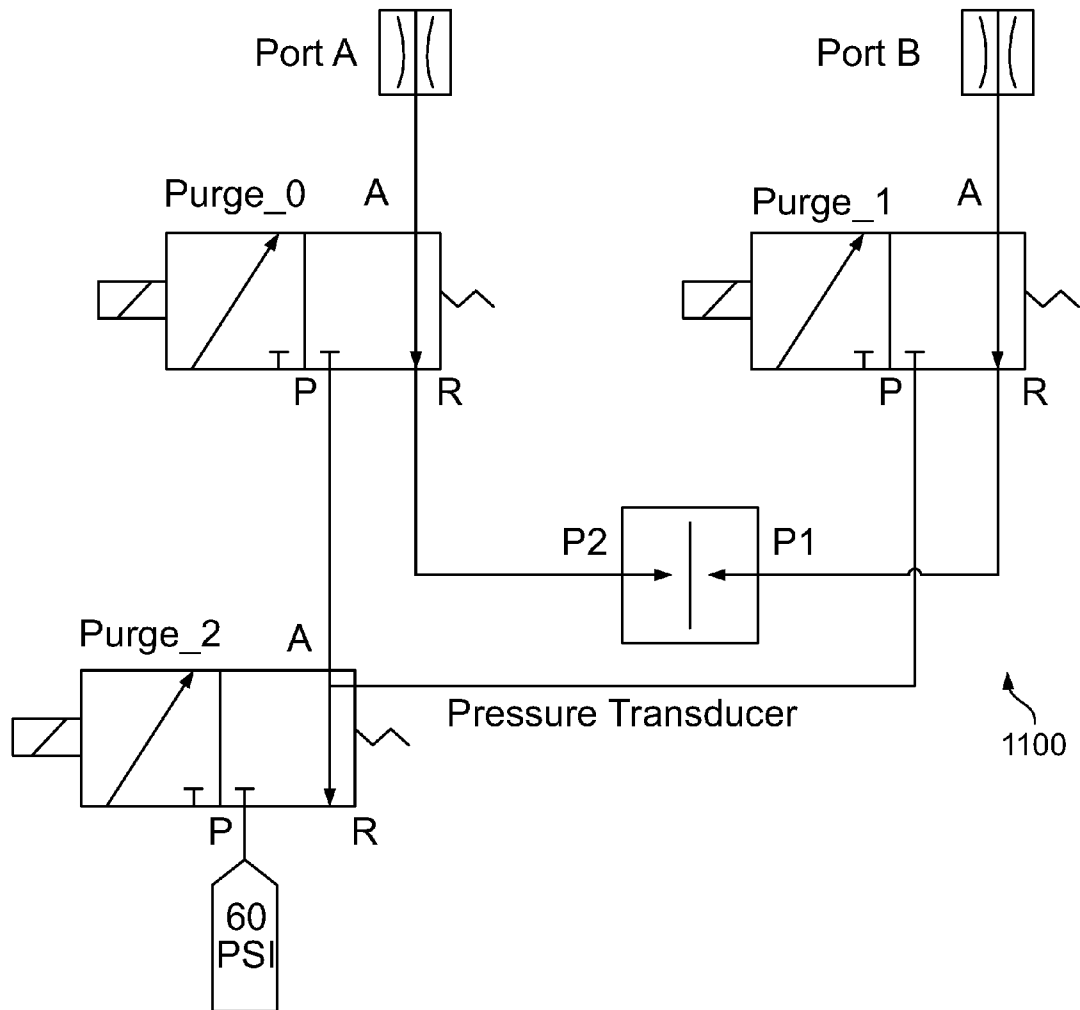 Port A
Port B
Purge_0
A
Purge_1
A
P
R
P
R
P2
P1
Purge_2
A
Pressure Transducer
1100
P
R
60
PSI